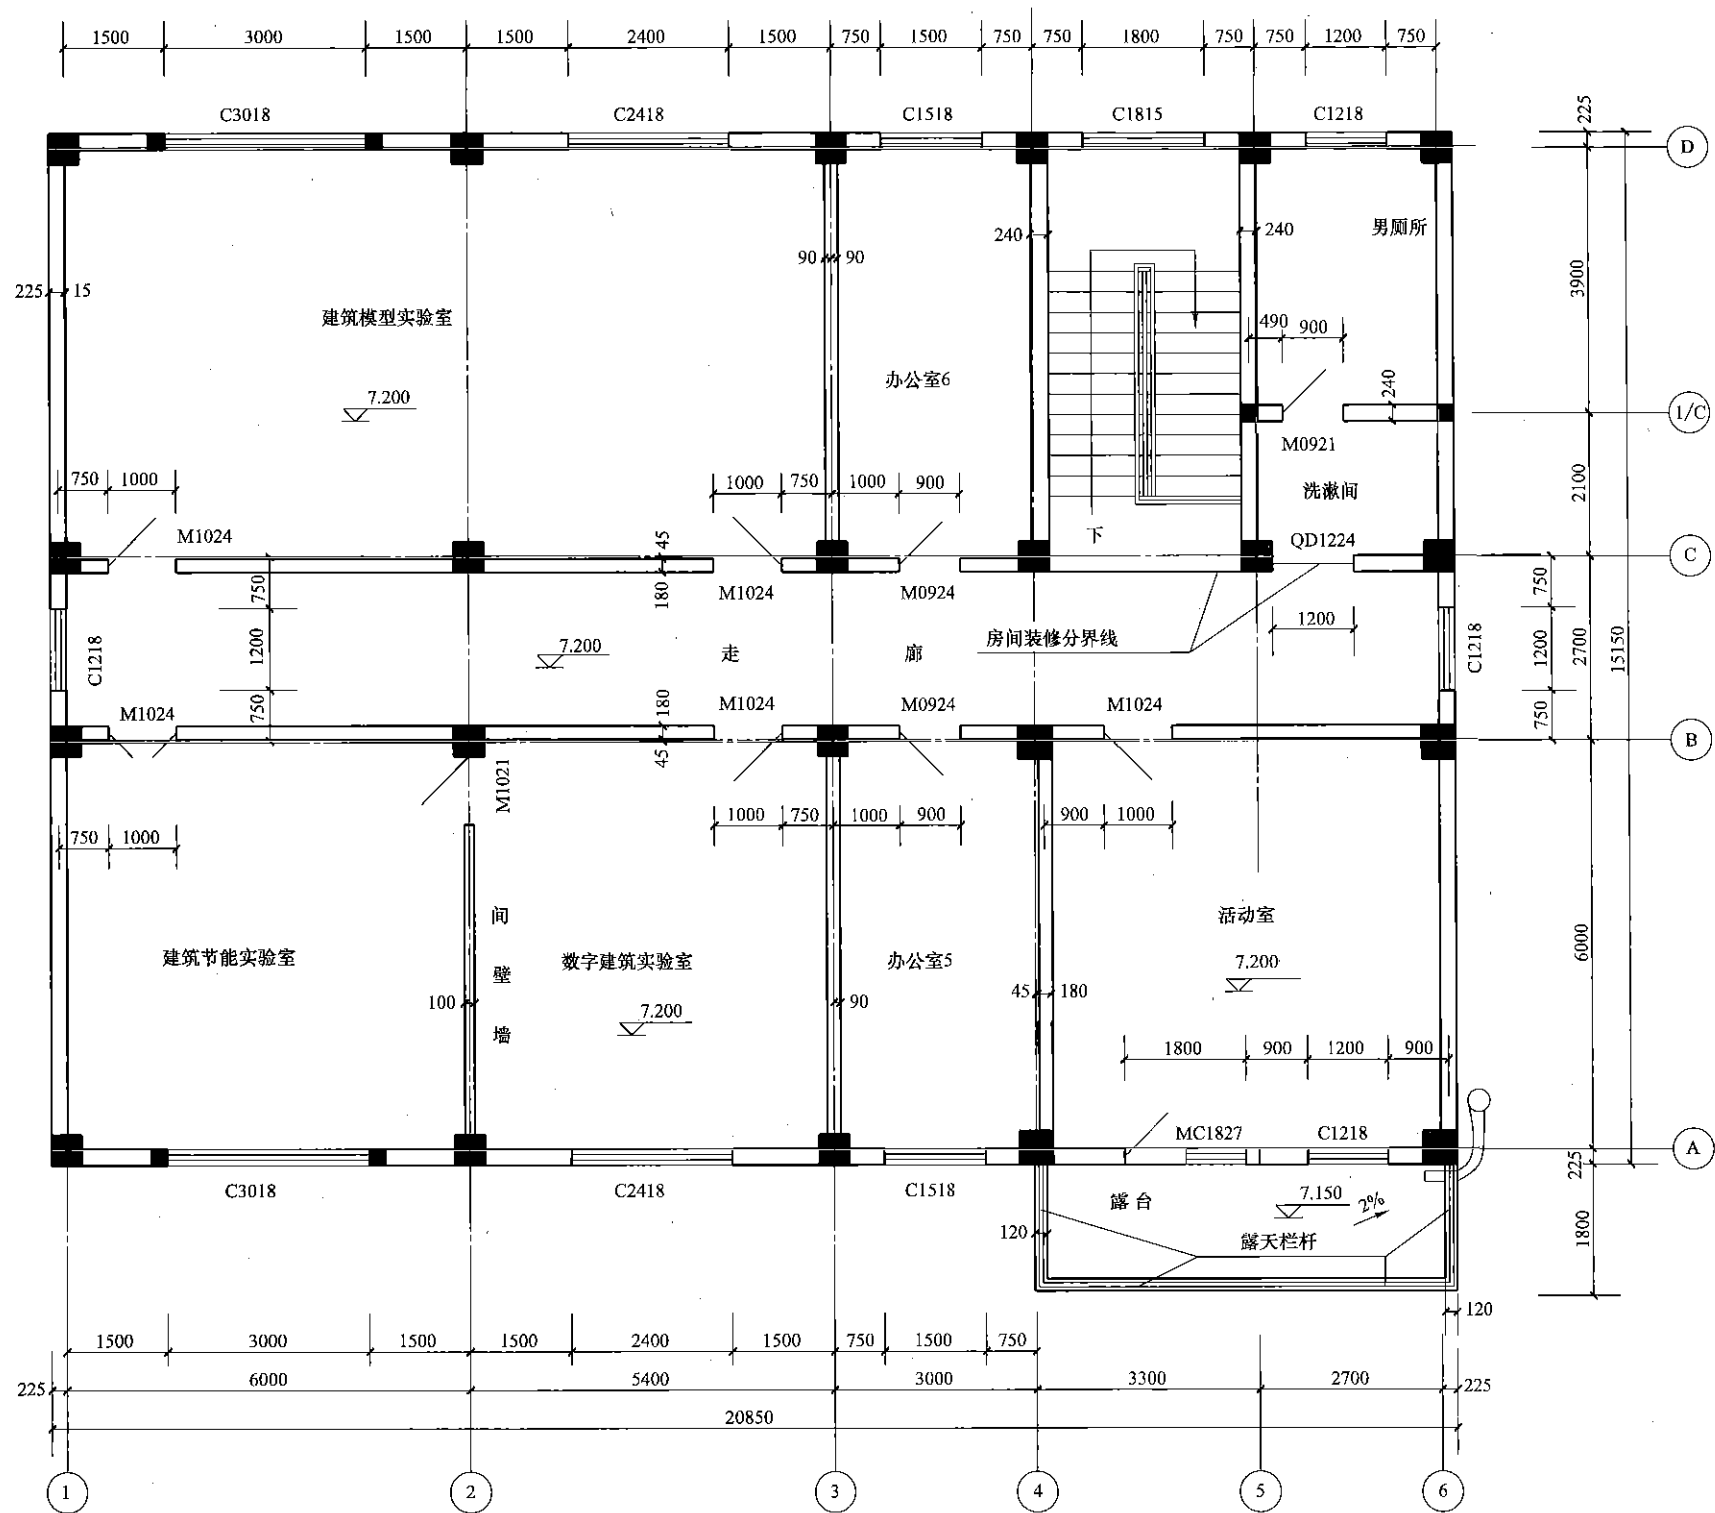 1500 3000 1500 1500 2400 1500 750 1500 750 750 1800 750 750 1200 750
C3018 C2418 C1518 C1815 C1218
225
D
男厕所
240 240
90 90
225 15
3900
建筑模型实验室
490 900
办公室6
240
7.200
1/C
M0921
750 1000 1000 750 1000 900
洗漱间
2100
M1024 45 下 QD1224
C
750 180 M1024 M0924 750
1200
房间装修分界线
7.200 走 廊
C1218 1200 C1218 1200 2700 15150
M1024 750 180 M1024 M0924 M1024 750
B
45
M1021
750 1000 1000 750 1000 900 900 1000
间
壁
墙
活动室
建筑节能实验室 数字建筑实验室 办公室5
6000
7.200
100 90 45 180
7.200
1800 900 1200 900
MC1827 C1218
A
225
C3018 C2418 C1518
露台 7.150 2%
120 露天栏杆
1800
120
1500 3000 1500 1500 2400 1500 750 1500 750
225 6000 5400 3000 3300 2700 225
20850
1 2 3 4 5 6